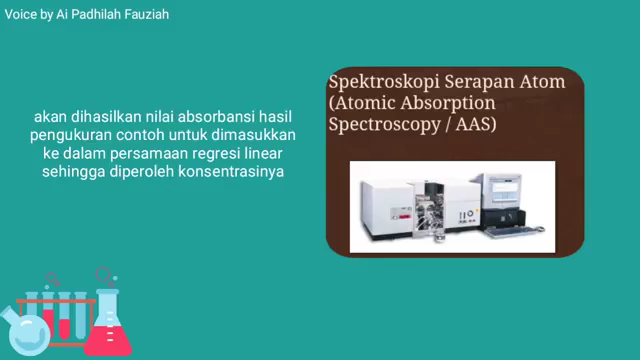 Voice by Ai Padhilah Fauziah
akan dihasilkan nilai absorbansi hasil
pengukuran contoh untuk dimasukkan
ke dalam persamaan regresi linear
sehingga diperoleh konsentrasinya
Spektroskopi Serapan Atom
(Atomic Absorption
Spectroscopy / AAS)